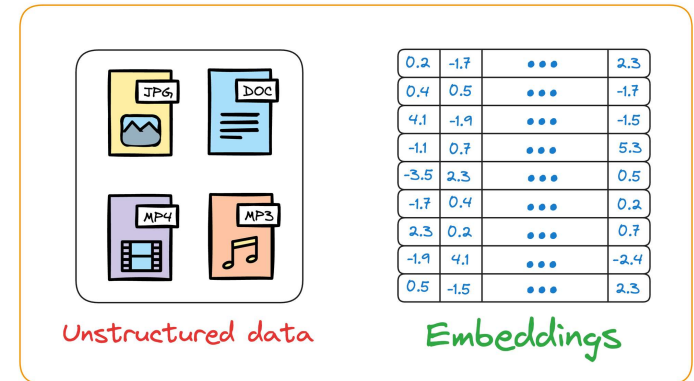 JPG
DOC
MP4
MP3
Unstructured data
0.2 -1.7 ••• 2.3
0.4 0.5 ••• -1.7
4.1 -1.9 ••• -1.5
-1.1 0.7 ••• 5.3
-3.5 2.3 ••• 0.5
-1.7 0.4 ••• 0.2
2.3 0.2 ••• 0.7
-1.9 4.1 ••• -2.4
0.5 -1.5 ••• 2.3
Embeddings